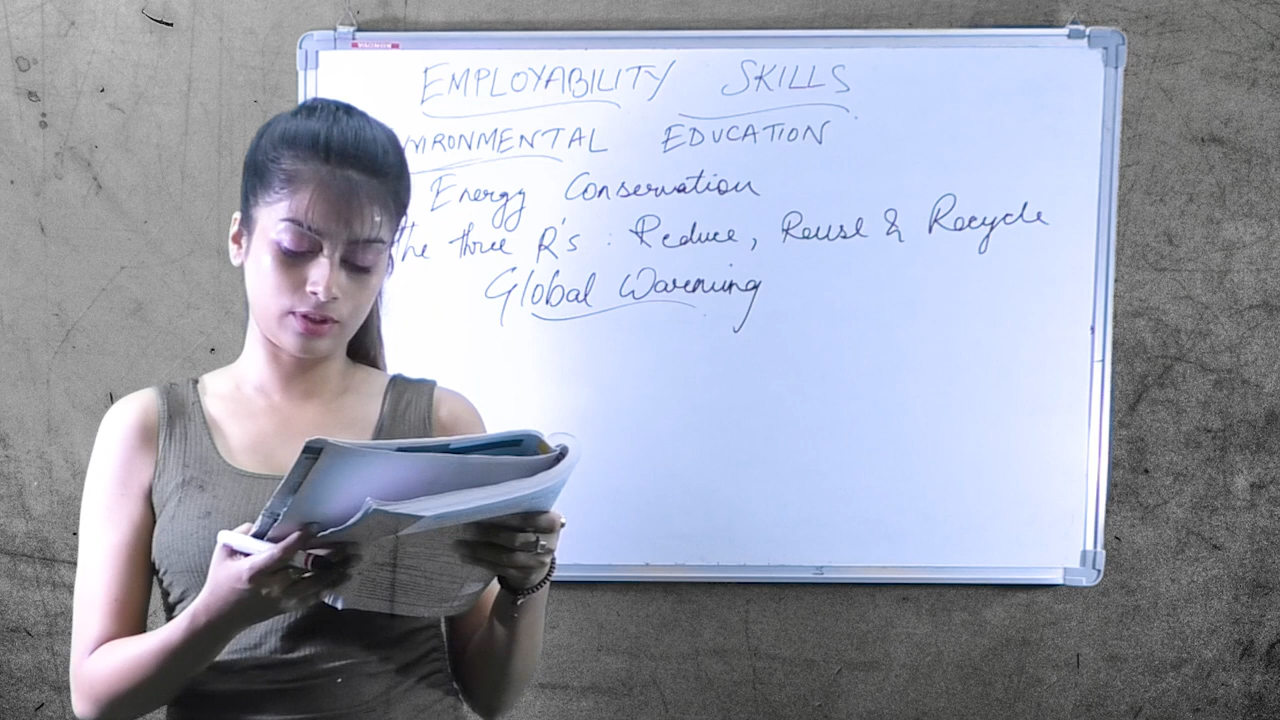 EMPLOYABILITY SKILLS
VIRONMENTAL EDUCATION
Energy Conservation
the three R's : Reduce, Reuse & Recycle
Global Warming